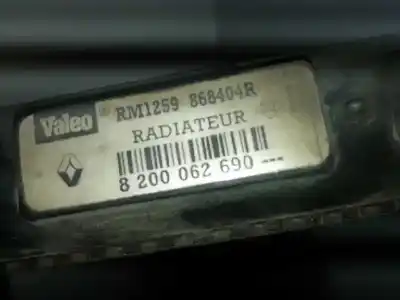 Valeo
RM1259 868404R
RADIATEUR
8 200 062 690 ---